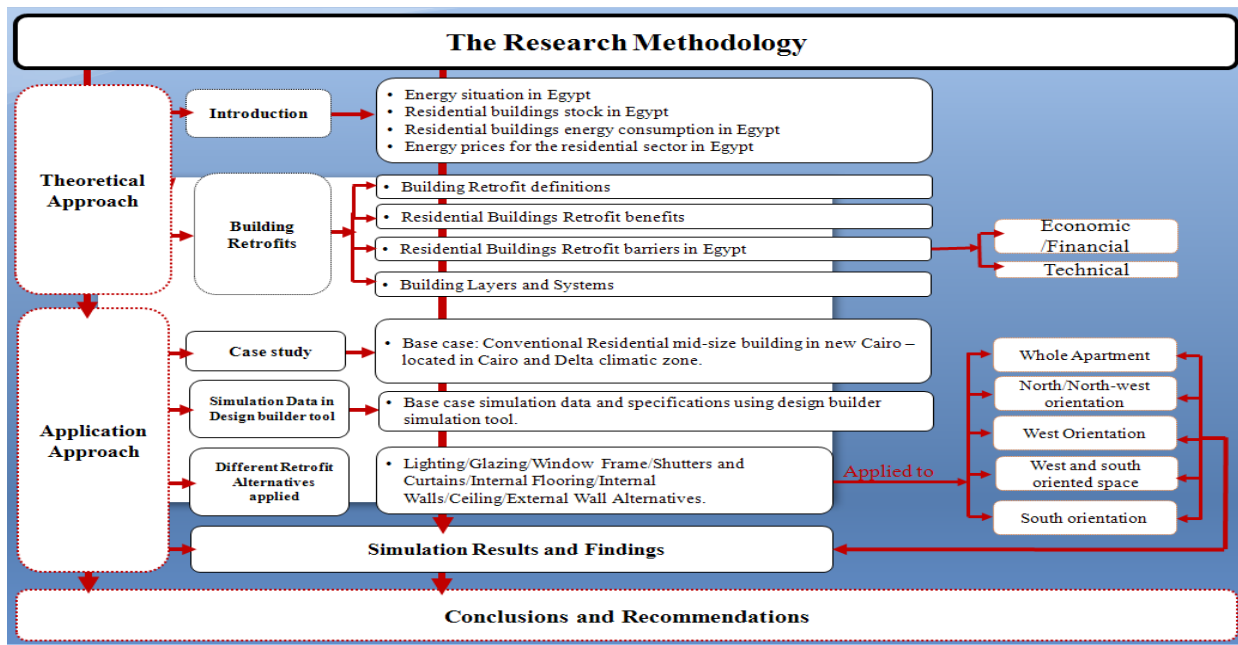 The Research Methodology
Theoretical
Approach
Introduction
• Energy situation in Egypt
• Residential buildings stock in Egypt
• Residential buildings energy consumption in Egypt
• Energy prices for the residential sector in Egypt
Building
Retrofits
• Building Retrofit definitions
• Residential Buildings Retrofit benefits
• Residential Buildings Retrofit barriers in Egypt
• Building Layers and Systems
Economic
/Financial
Technical
Application
Approach
Case study
• Base case: Conventional Residential mid-size building in new Cairo –
located in Cairo and Delta climatic zone.
Simulation Data in
Design builder tool
• Base case simulation data and specifications using design builder
simulation tool.
Different Retrofit
Alternatives
applied
• Lighting/Glazing/Window Frame/Shutters and
Curtains/Internal Flooring/Internal
Walls/Ceiling/External Wall Alternatives.
Applied to
Whole Apartment
North/North-west
orientation
West Orientation
West and south
oriented space
South orientation
Simulation Results and Findings
Conclusions and Recommendations